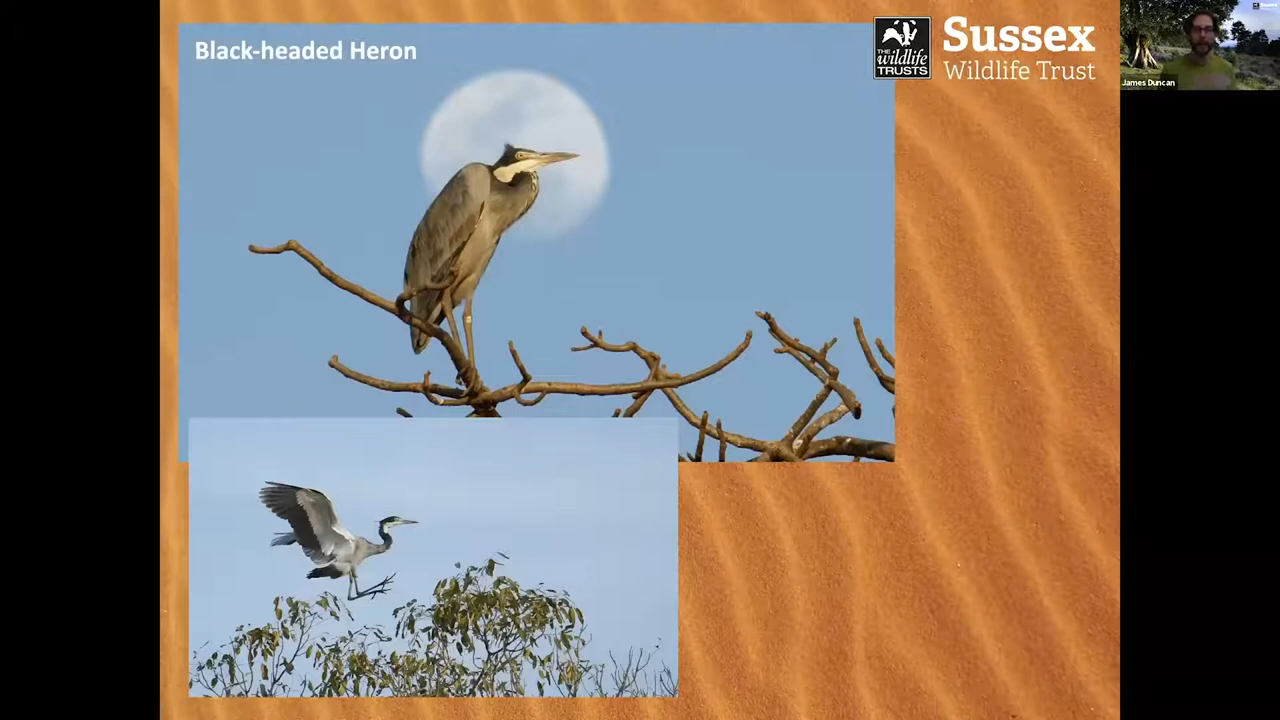 Black-headed Heron
THE
wildlife
TRUSTS
Sussex
Wildlife Trust
James Duncan